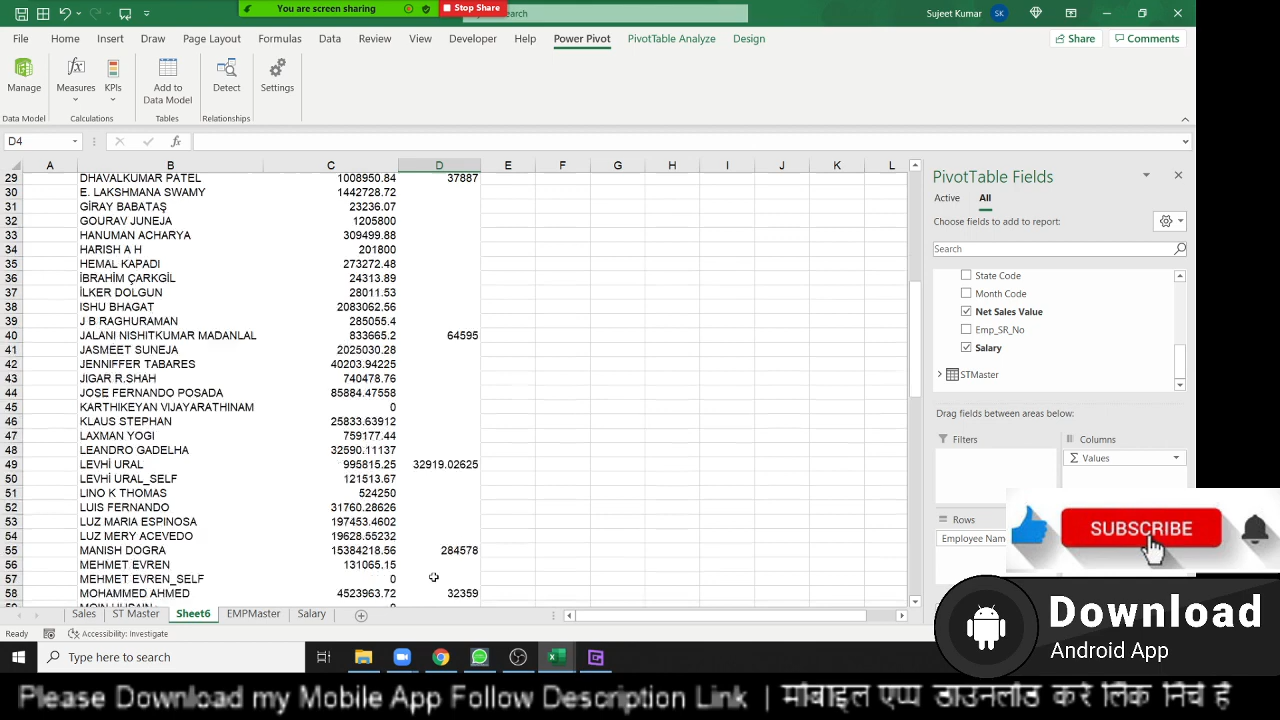 You are screen sharing
Stop Share
earch
Sujeet Kumar
SK
File Home Insert Draw Page Layout Formulas Data Review View Developer Help Power Pivot PivotTable Analyze Design
Share
Comments
Manage
Measures
KPIs
Add to
Data Model
Detect
Settings
Data Model
Calculations
Tables
Relationships
D4
fx
A B C D E F G H I J K L
29 DHAVALKUMAR PATEL 1008950.84 37887
30 E. LAKSHMANA SWAMY 1442728.72
31 GİRAY BABATAŞ 23236.07
32 GOURAV JUNEJA 1205800
33 HANUMAN ACHARYA 309499.88
34 HARISH A H 201800
35 HEMAL KAPADI 273272.48
36 İBRAHİM ÇARKGİL 24313.89
37 İLKER DOLGUN 28011.53
38 ISHU BHAGAT 2083062.56
39 J B RAGHURAMAN 285055.4
40 JALANI NISHITKUMAR MADANLAL 833665.2 64595
41 JASMEET SUNEJA 2025030.28
42 JENNIFFER TABARES 40203.94225
43 JIGAR R.SHAH 740478.76
44 JOSE FERNANDO POSADA 85884.47558
45 KARTHIKEYAN VIJAYARATHINAM 0
46 KLAUS STEPHAN 25833.63912
47 LAXMAN YOGI 759177.44
48 LEANDRO GADELHA 32590.11137
49 LEVHİ URAL 995815.25 32919.02625
50 LEVHİ URAL_SELF 121513.67
51 LINO K THOMAS 524250
52 LUIS FERNANDO 31760.28626
53 LUZ MARIA ESPINOSA 197453.4602
54 LUZ MERY ACEVEDO 19628.55232
55 MANISH DOGRA 15384218.56 284578
56 MEHMET EVREN 131065.15
57 MEHMET EVREN_SELF 0
58 MOHAMMED AHMED 4523963.72 32359
PivotTable Fields
Active All
Choose fields to add to report:
Search
State Code
Month Code
Net Sales Value
Emp_SR_No
Salary
STMaster
Drag fields between areas below:
Filters
Columns
Σ Values
Rows
Employee Nam
Sales ST Master Sheet6 EMPMaster Salary
Ready
Accessibility: Investigate
Type here to search
SUBSCRIBE
Download
Android App
Please Download my Mobile App Follow Description Link | मोबाइल एप्प डाउनलोड करे लिंक निचे है